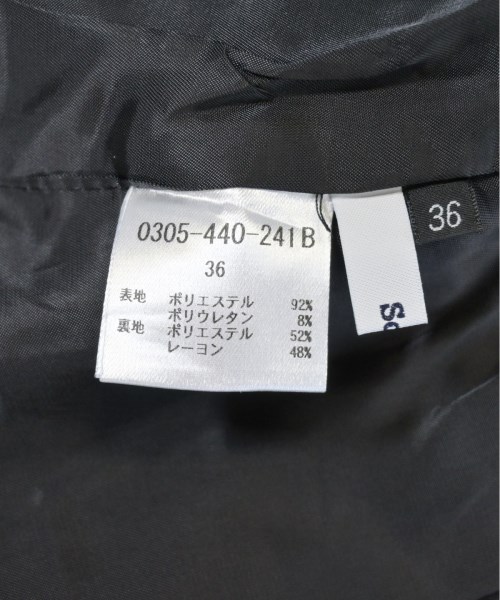 0305-440-241B
36
表地 ポリエステル 92%
ポリウレタン 8%
裏地 ポリエステル 52%
レーヨン 48%
36